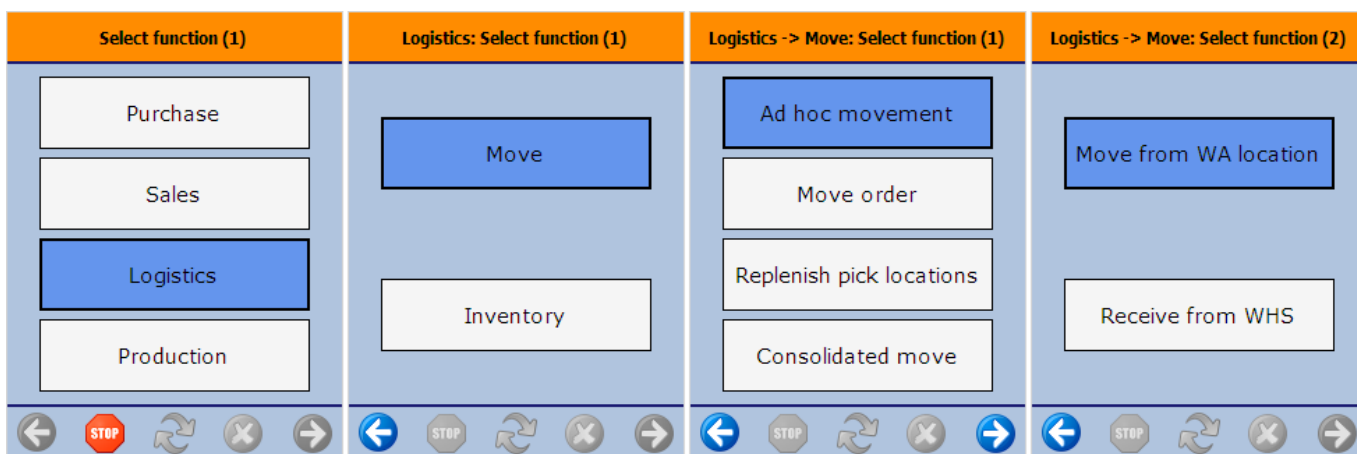 Select function (1)
Purchase
Sales
Logistics
Production
STOP
Logistics: Select function (1)
Move
Inventory
STOP
Logistics -> Move: Select function (1)
Ad hoc movement
Move order
Replenish pick locations
Consolidated move
STOP
Logistics -> Move: Select function (2)
Move from WA location
Receive from WHS
STOP